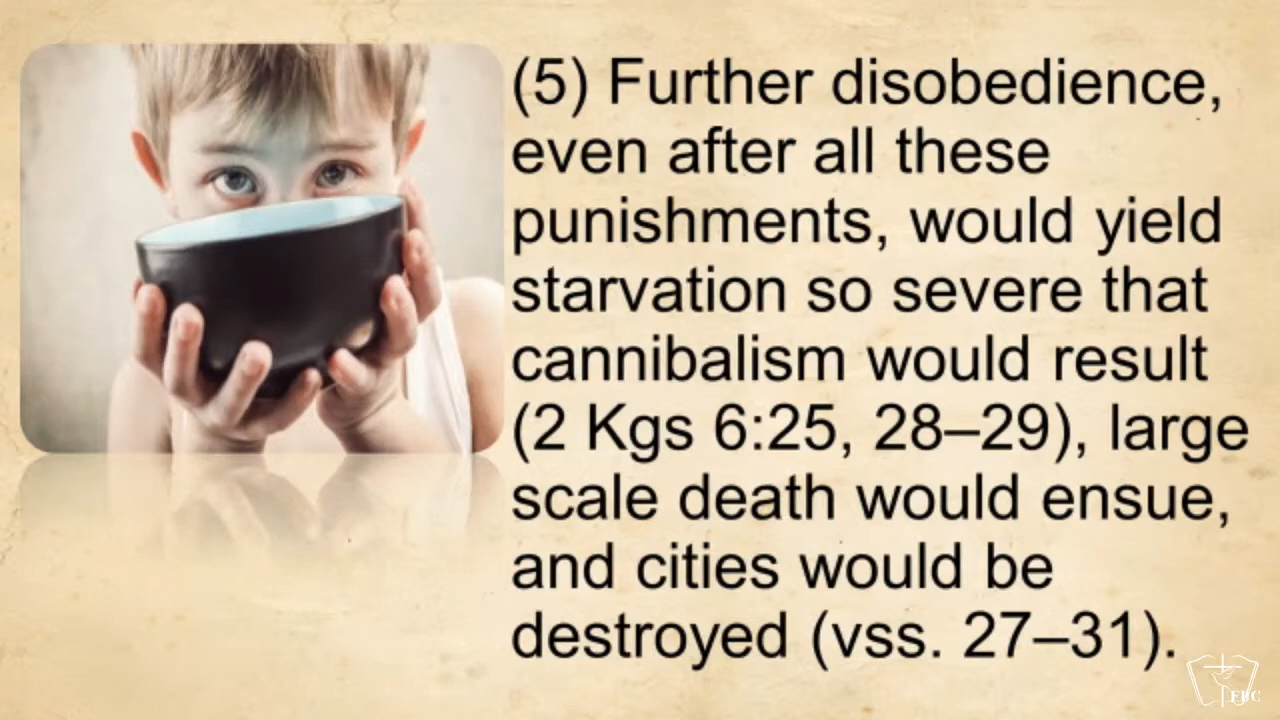 (5) Further disobedience,
even after all these
punishments, would yield
starvation so severe that
cannibalism would result
(2 Kgs 6:25, 28–29), large
scale death would ensue,
and cities would be
destroyed (vss. 27–31).